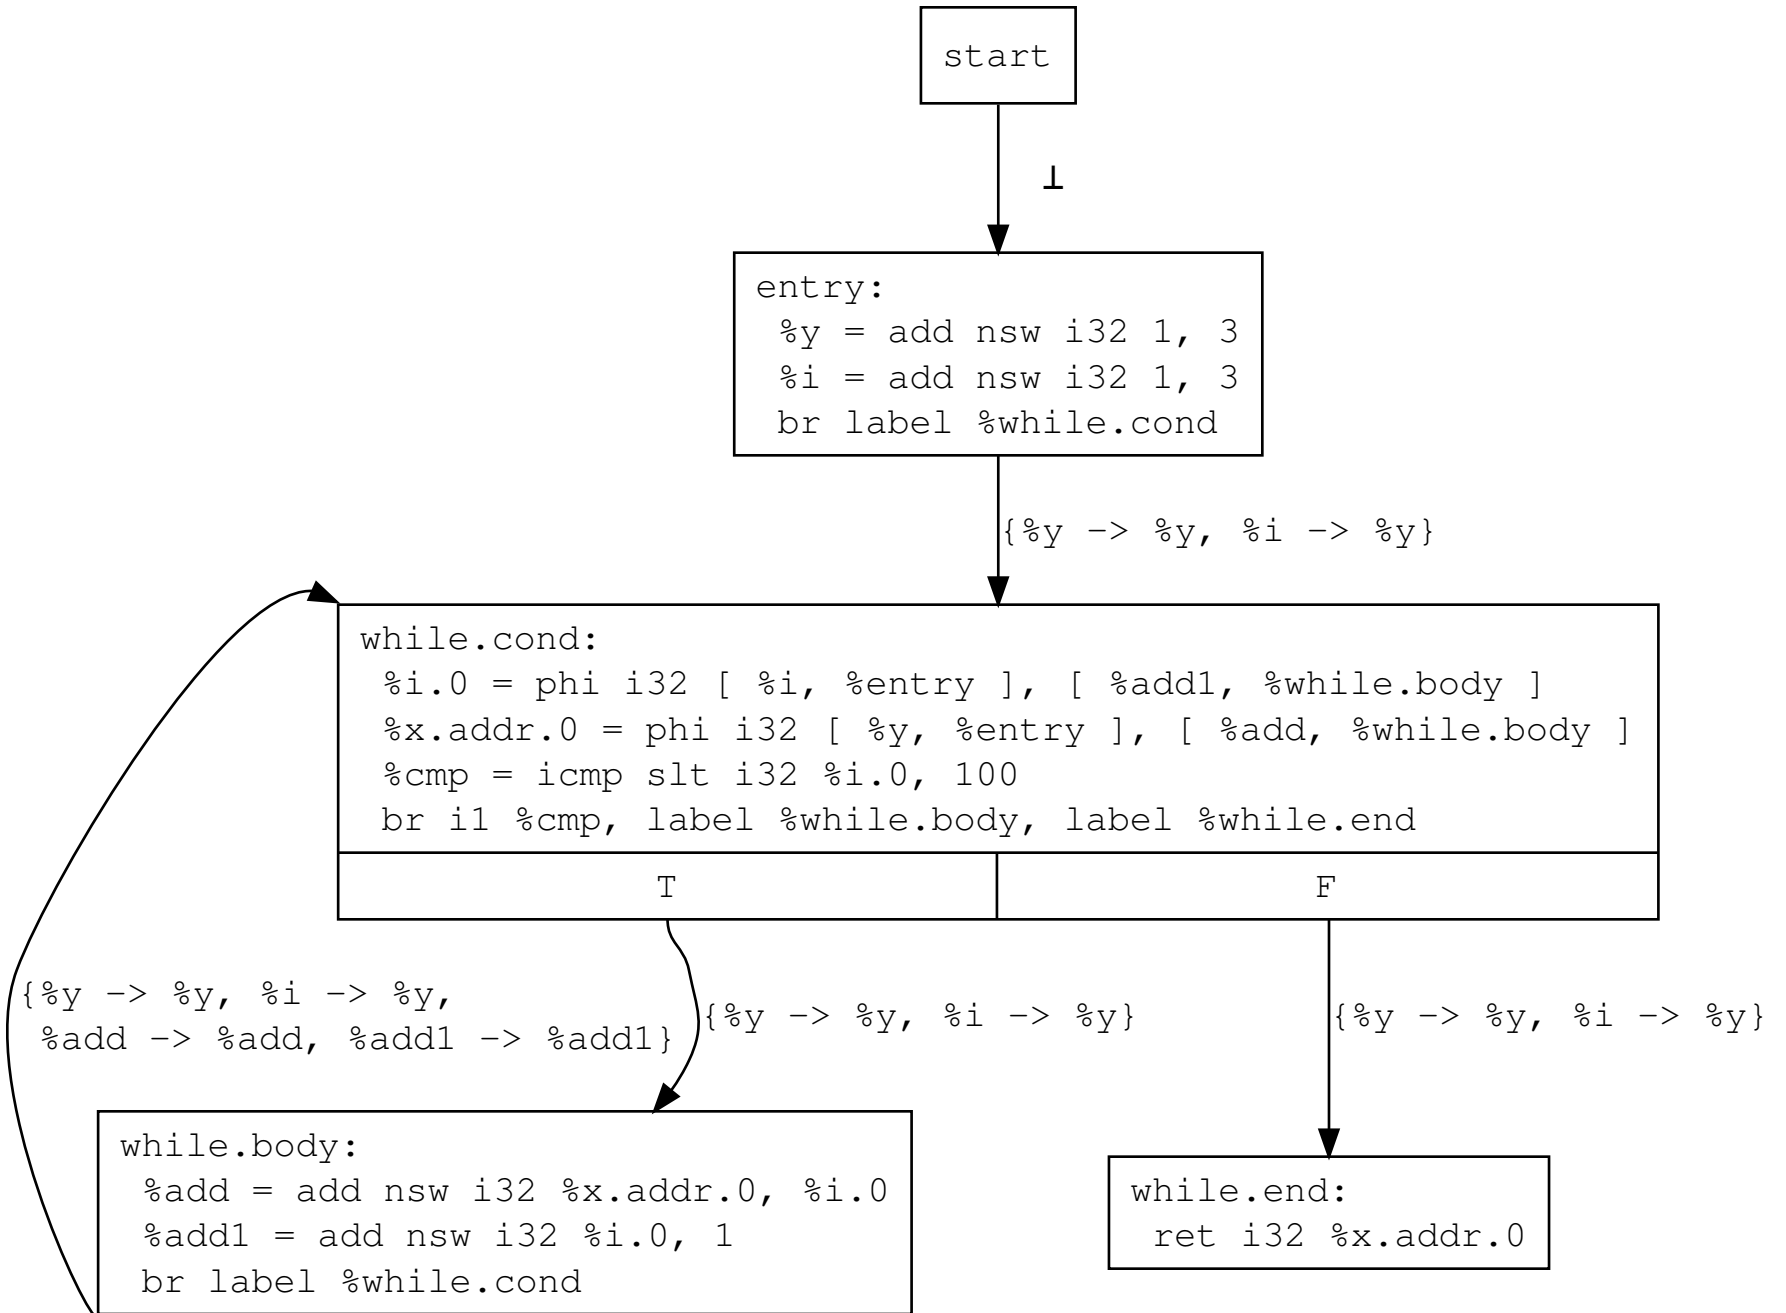 start
⊥
entry:
%y = add nsw i32 1, 3
%i = add nsw i32 1, 3
br label %while.cond
{%y -> %y, %i -> %y}
while.cond:
%i.0 = phi i32 [ %i, %entry ], [ %add1, %while.body ]
%x.addr.0 = phi i32 [ %y, %entry ], [ %add, %while.body ]
%cmp = icmp slt i32 %i.0, 100
br i1 %cmp, label %while.body, label %while.end
T
F
{%y -> %y, %i -> %y,
%add -> %add, %add1 -> %add1}
{%y -> %y, %i -> %y}
{%y -> %y, %i -> %y}
while.body:
%add = add nsw i32 %x.addr.0, %i.0
%add1 = add nsw i32 %i.0, 1
br label %while.cond
while.end:
ret i32 %x.addr.0